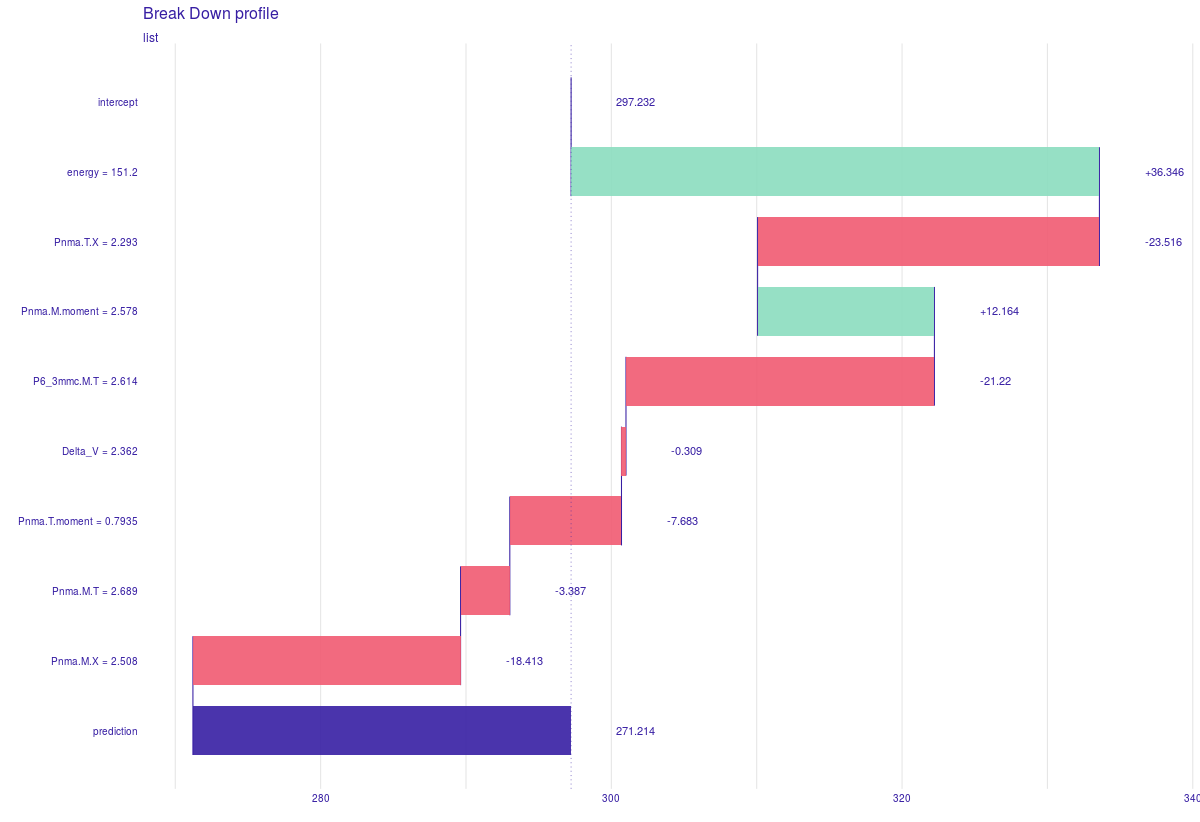 Break Down profile
list
intercept 297.232
energy = 151.2 +36.346
Pnma.T.X = 2.293 -23.516
Pnma.M.moment = 2.578 +12.164
P6_3mmc.M.T = 2.614 -21.22
Delta_V = 2.362 -0.309
Pnma.T.moment = 0.7935 -7.683
Pnma.M.T = 2.689 -3.387
Pnma.M.X = 2.508 -18.413
prediction 271.214
280 300 320 340